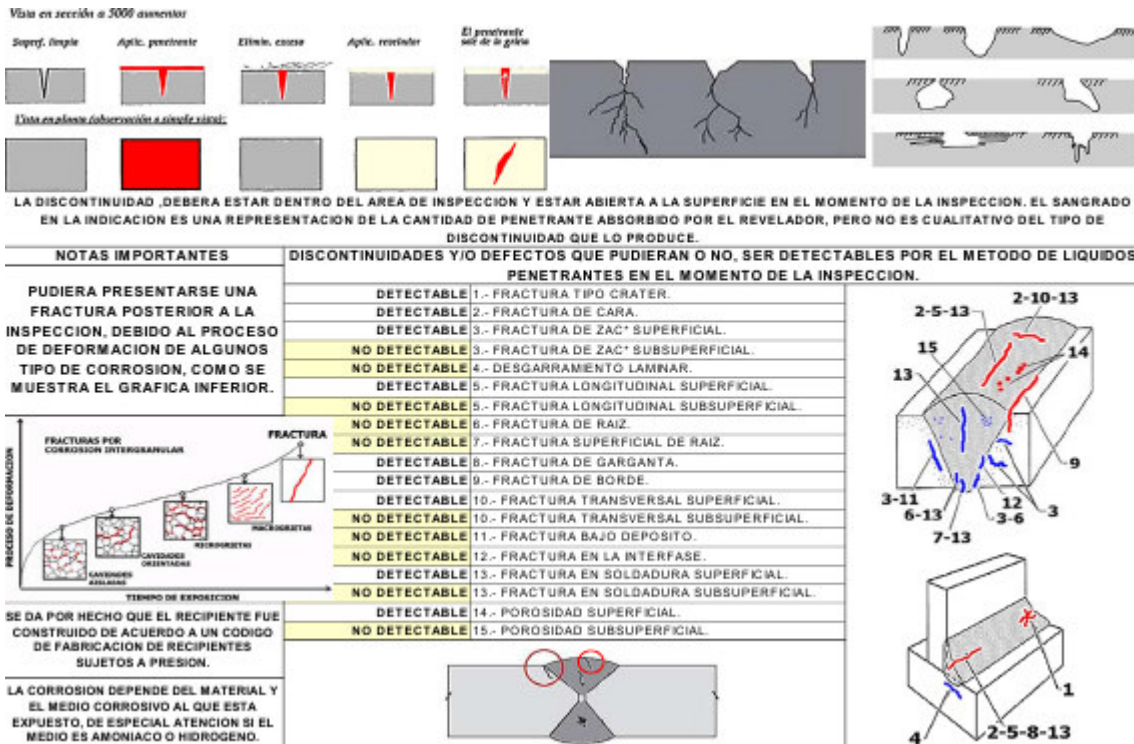 Vista en sección a 5000 aumentos
Superf. limpia
Aplic. penetrante
Elimin. exceso
Aplic. revelador
El penetrante
sale de la grieta
Vista en planta (observación a simple vista):
LA DISCONTINUIDAD ,DEBERA ESTAR DENTRO DEL AREA DE INSPECCION Y ESTAR ABIERTA A LA SUPERFICIE EN EL MOMENTO DE LA INSPECCION. EL SANGRADO
EN LA INDICACION ES UNA REPRESENTACION DE LA CANTIDAD DE PENETRANTE ABSORBIDO POR EL REVELADOR, PERO NO ES CUALITATIVO DEL TIPO DE
DISCONTINUIDAD QUE LO PRODUCE.
NOTAS IMPORTANTES
PUDIERA PRESENTARSE UNA
FRACTURA POSTERIOR A LA
INSPECCION, DEBIDO AL PROCESO
DE DEFORMACION DE ALGUNOS
TIPO DE CORROSION, COMO SE
MUESTRA EL GRAFICA INFERIOR.
FRACTURAS POR
CORROSION INTERGRANULAR
FRACTURA
MACROGRIETAS
MICROGRIETAS
CAVIDADES
ORIENTADAS
CAVIDADES
AISLADAS
PROCESO DE DEFORMACION
TIEMPO DE EXPOSICION
SE DA POR HECHO QUE EL RECIPIENTE FUE
CONSTRUIDO DE ACUERDO A UN CODIGO
DE FABRICACION DE RECIPIENTES
SUJETOS A PRESION.
LA CORROSION DEPENDE DEL MATERIAL Y
EL MEDIO CORROSIVO AL QUE ESTA
EXPUESTO, DE ESPECIAL ATENCION SI EL
MEDIO ES AMONIACO O HIDROGENO.
DISCONTINUIDADES Y/O DEFECTOS QUE PUDIERAN O NO, SER DETECTABLES POR EL METODO DE LIQUIDOS
PENETRANTES EN EL MOMENTO DE LA INSPECCION.
DETECTABLE 1.- FRACTURA TIPO CRATER.
DETECTABLE 2.- FRACTURA DE CARA.
DETECTABLE 3.- FRACTURA DE ZAC* SUPERFICIAL.
NO DETECTABLE 3.- FRACTURA DE ZAC* SUBSUPERFICIAL.
NO DETECTABLE 4.- DESGARRAMIENTO LAMINAR.
DETECTABLE 5.- FRACTURA LONGITUDINAL SUPERFICIAL.
NO DETECTABLE 5.- FRACTURA LONGITUDINAL SUBSUPERFICIAL.
NO DETECTABLE 6.- FRACTURA DE RAIZ.
NO DETECTABLE 7.- FRACTURA SUPERFICIAL DE RAIZ.
DETECTABLE 8.- FRACTURA DE GARGANTA.
DETECTABLE 9.- FRACTURA DE BORDE.
DETECTABLE 10.- FRACTURA TRANSVERSAL SUPERFICIAL.
NO DETECTABLE 10.- FRACTURA TRANSVERSAL SUBSUPERFICIAL.
NO DETECTABLE 11.- FRACTURA BAJO DEPOSITO.
NO DETECTABLE 12.- FRACTURA EN LA INTERFASE.
DETECTABLE 13.- FRACTURA EN SOLDADURA SUPERFICIAL.
NO DETECTABLE 13.- FRACTURA EN SOLDADURA SUBSUPERFICIAL.
DETECTABLE 14.- POROSIDAD SUPERFICIAL.
NO DETECTABLE 15.- POROSIDAD SUBSUPERFICIAL.
2-10-13
2-5-13
15
14
13
9
3-11
12
3
6-13
3-6
7-13
1
4
2-5-8-13